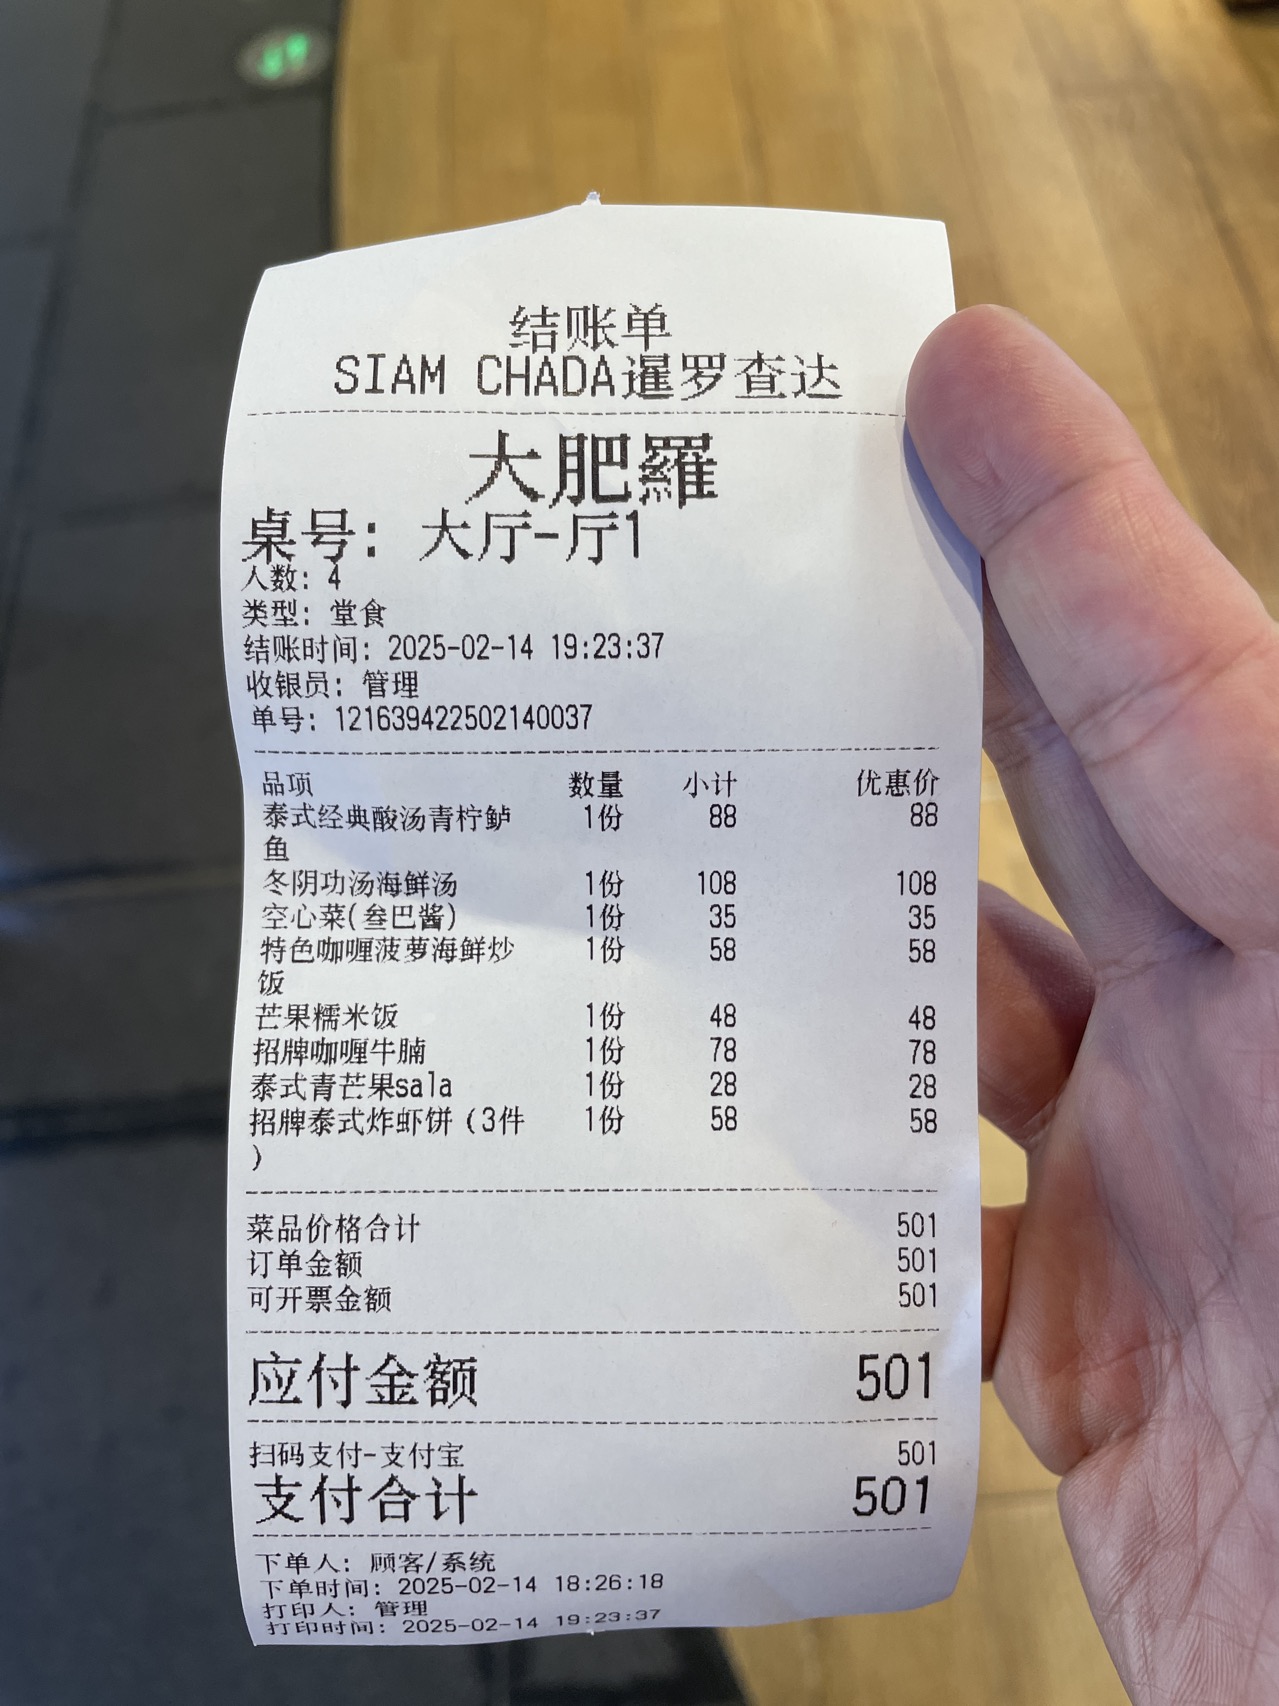 结账单
SIAM CHADA暹罗查达
大肥羅
桌号: 大厅-厅1
人数: 4
类型: 堂食
结账时间: 2025-02-14 19:23:37
收银员: 管理
单号: 121639422502140037
品项 数量 小计 优惠价
泰式经典酸汤青柠鲈 1份 88 88
鱼
冬阴功汤海鲜汤 1份 108 108
空心菜(叁巴酱) 1份 35 35
特色咖喱菠萝海鲜炒 1份 58 58
饭
芒果糯米饭 1份 48 48
招牌咖喱牛腩 1份 78 78
泰式青芒果sala 1份 28 28
招牌泰式炸虾饼(3件 1份 58 58
)
菜品价格合计 501
订单金额 501
可开票金额 501
应付金额 501
扫码支付-支付宝 501
支付合计 501
下单人: 顾客/系统
下单时间: 2025-02-14 18:26:18
打印人: 管理
打印时间: 2025-02-14 19:23:37